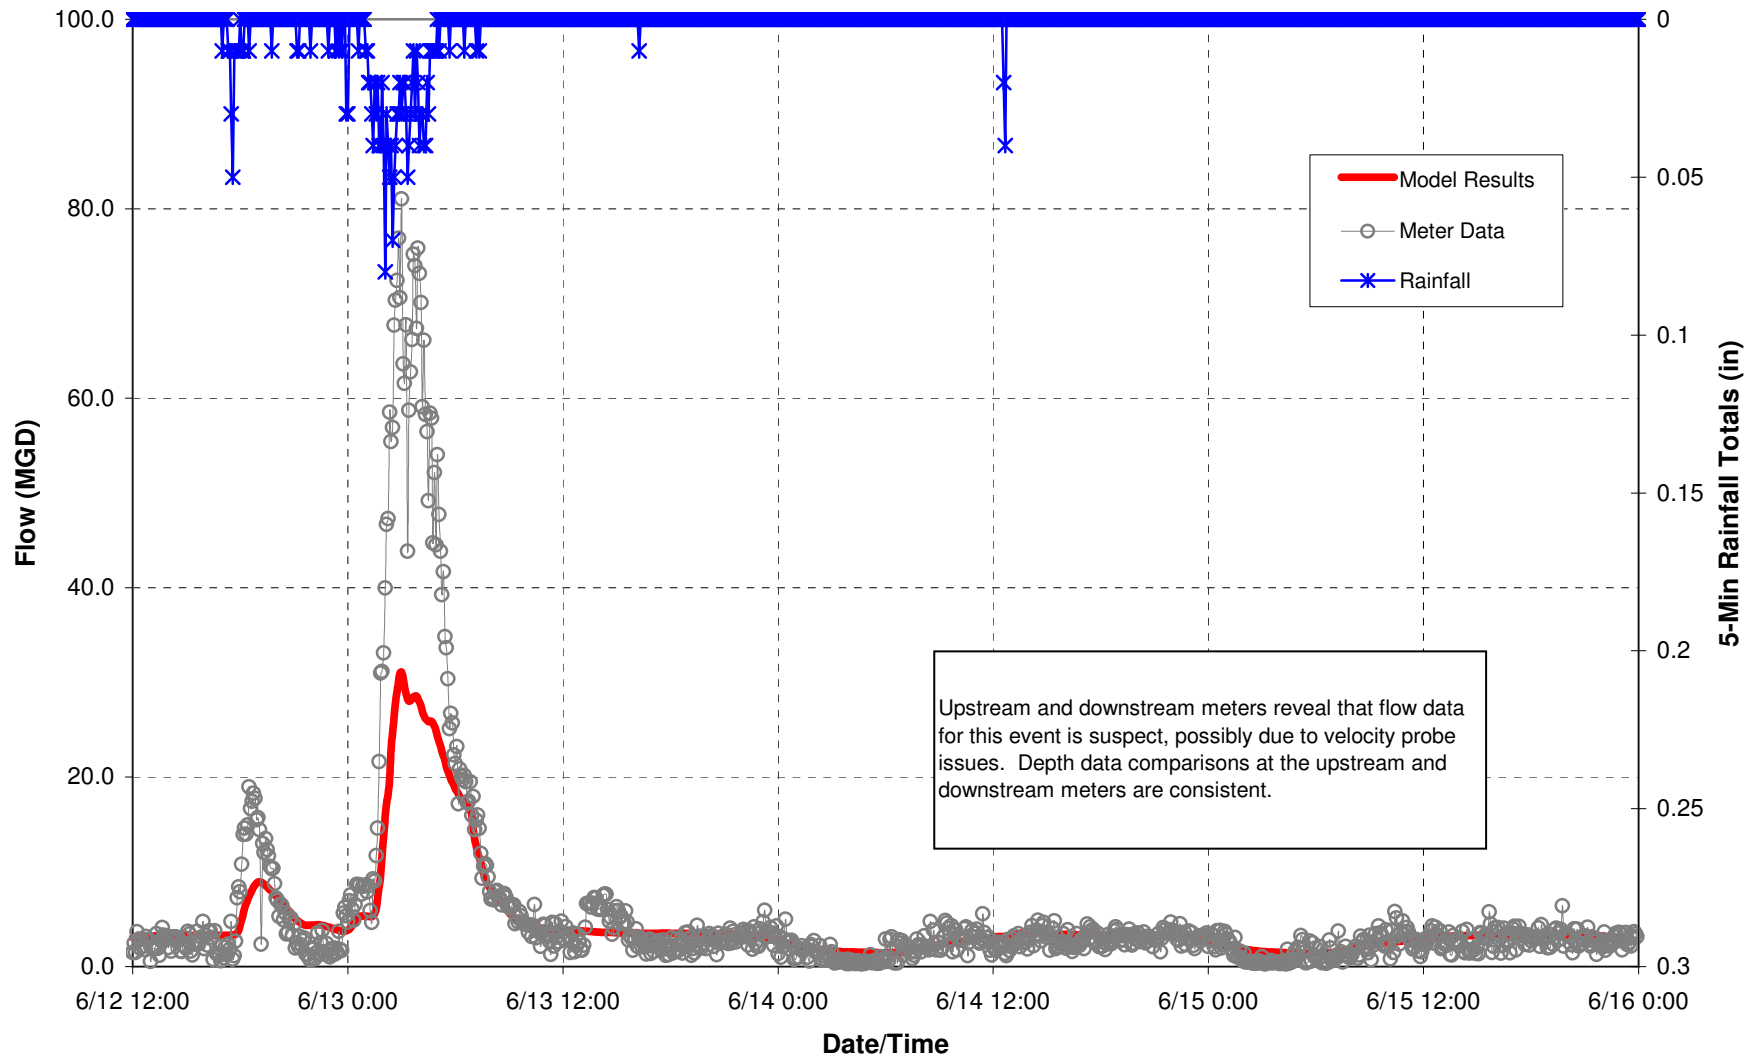 100.0
80.0
60.0
40.0
20.0
0.0
Flow (MGD)
0
0.05
0.1
0.15
0.2
0.25
0.3
5-Min Rainfall Totals (in)
Model Results
Meter Data
Rainfall
Upstream and downstream meters reveal that flow data
for this event is suspect, possibly due to velocity probe
issues.  Depth data comparisons at the upstream and
downstream meters are consistent.
6/12 12:00 6/13 0:00 6/13 12:00 6/14 0:00 6/14 12:00 6/15 0:00 6/15 12:00 6/16 0:00
Date/Time